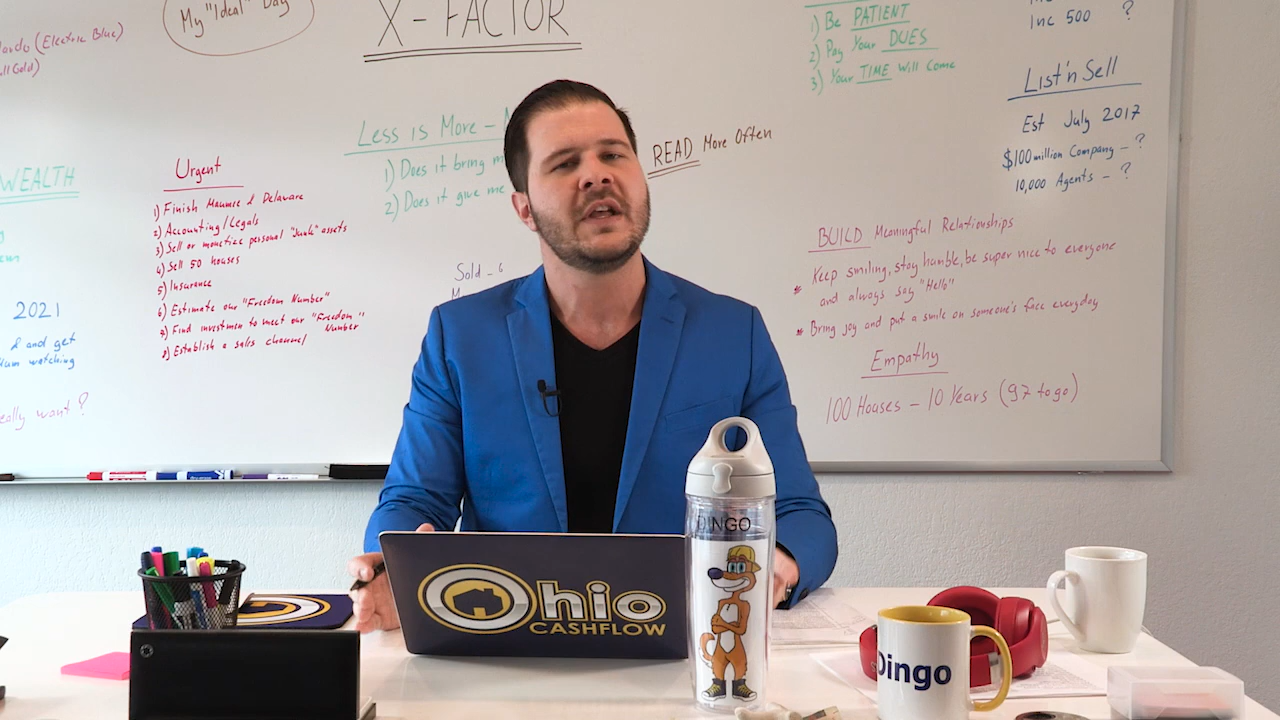 My "Ideal" Day
X - FACTOR
(Electric Blue)
Gold)
WEALTH
2021
& and get
watching
really want ?
Urgent
1) Finish Maumee & Delaware
2) Accounting/Legals
3) Sell or monetize personal "Junk" assets
4) Sell 50 houses
5) Insurance
6) Estimate our "Freedom Number"
7) Find investment to meet our "Freedom
Number"
8) Establish a sales channel
Less is More –
1) Does it bring m
2) Does it give me
Sold –
READ More Often
1) Be PATIENT
2) Pay Your DUES
3) Your TIME will Come
Inc 500 ?
List'n Sell
Est July 2017
$100 million Company – ?
10,000 Agents – ?
BUILD Meaningful Relationships
* Keep smiling, stay humble, be super nice to everyone
and always say "Hello"
* Bring joy and put a smile on someone's face everyday
Empathy
100 Houses – 10 Years (97 to go)
Ohio
CASHFLOW
DINGO
Dingo